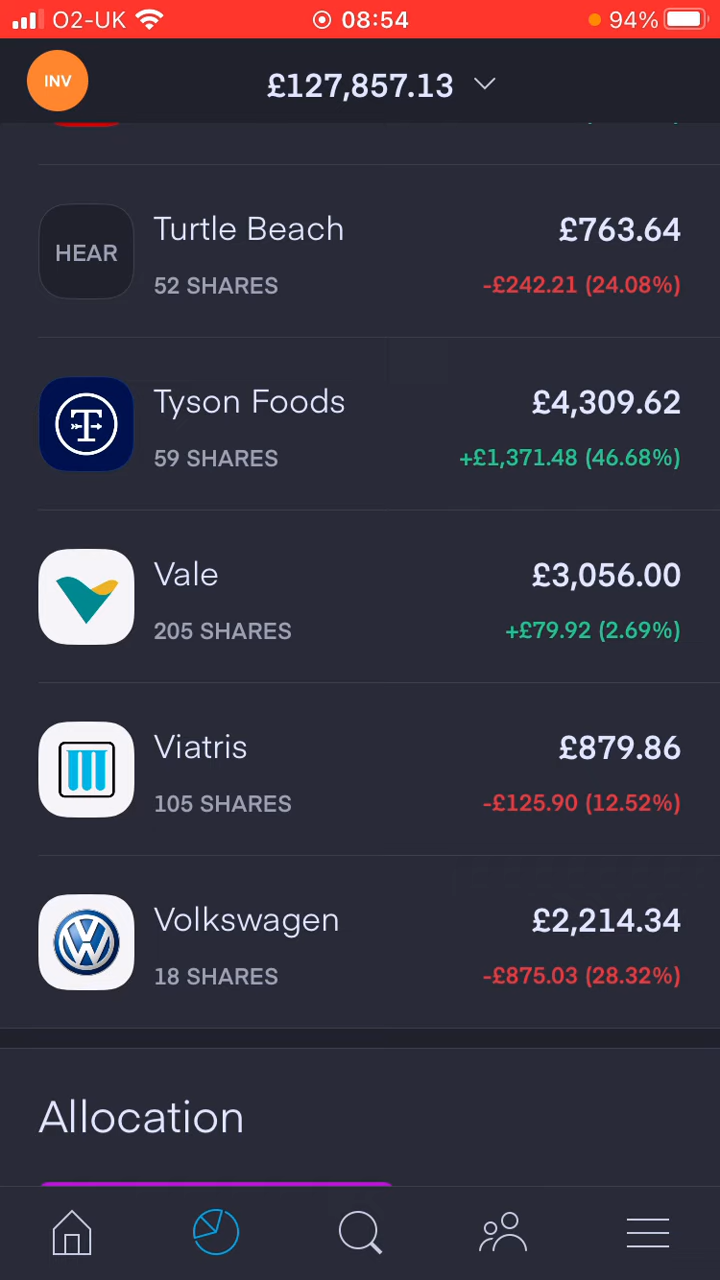 O2-UK 08:54 94%
INV £127,857.13
HEAR Turtle Beach £763.64
52 SHARES -£242.21 (24.08%)
T Tyson Foods £4,309.62
59 SHARES +£1,371.48 (46.68%)
Vale £3,056.00
205 SHARES +£79.92 (2.69%)
Viatris £879.86
105 SHARES -£125.90 (12.52%)
Volkswagen £2,214.34
18 SHARES -£875.03 (28.32%)
Allocation